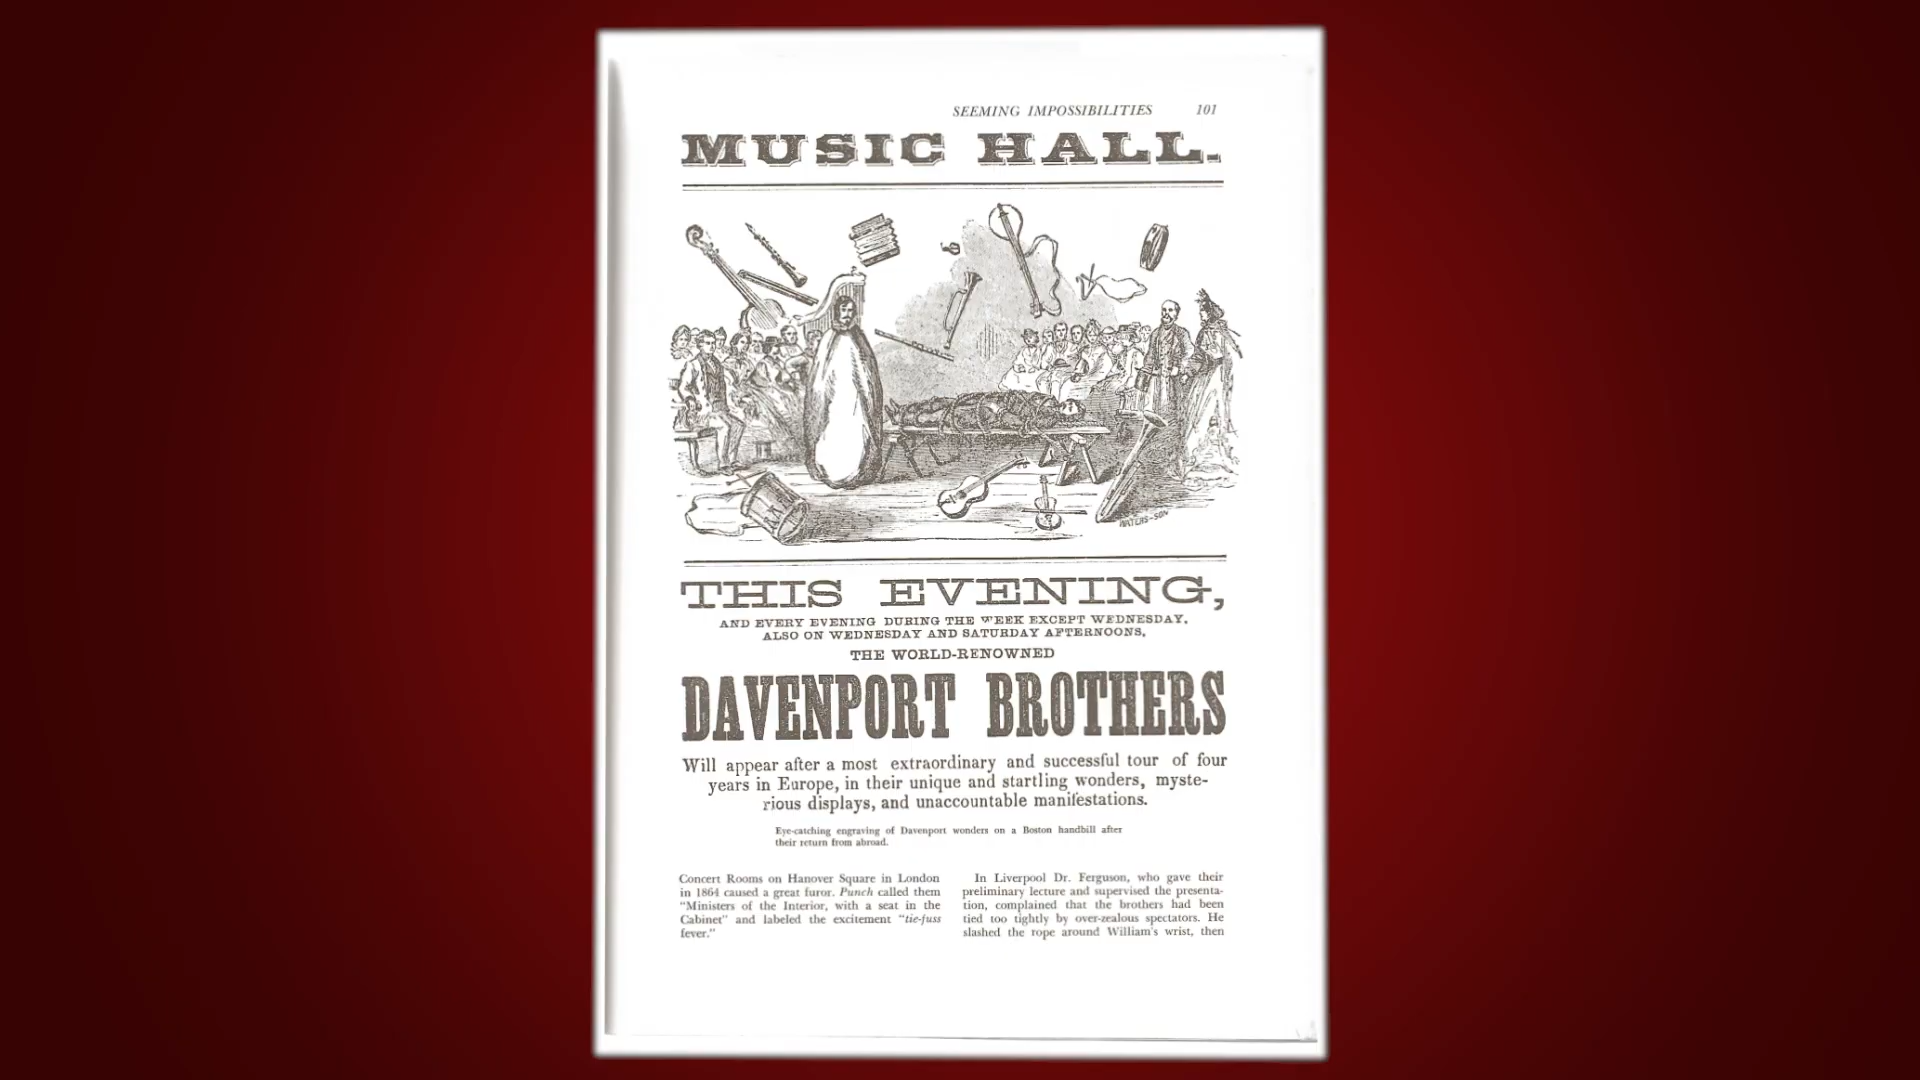 SEEMING IMPOSSIBILITIES 101
MUSIC HALL.
WATERS-SON
THIS EVENING,
AND EVERY EVENING DURING THE WEEK EXCEPT WEDNESDAY,
ALSO ON WEDNESDAY AND SATURDAY AFTERNOONS,
THE WORLD-RENOWNED
DAVENPORT BROTHERS
Will appear after a most extraordinary and successful tour of four
years in Europe, in their unique and startling wonders, myste-
rious displays, and unaccountable manifestations.
Eye-catching engraving of Davenport wonders on a Boston handbill after
their return from abroad.
Concert Rooms on Hanover Square in London
in 1864 caused a great furor. Punch called them
"Ministers of the Interior, with a seat in the
Cabinet" and labeled the excitement "tie-fuss
fever."
In Liverpool Dr. Ferguson, who gave their
preliminary lecture and supervised the presenta-
tion, complained that the brothers had been
tied too tightly by over-zealous spectators. He
slashed the rope around William's wrist, then